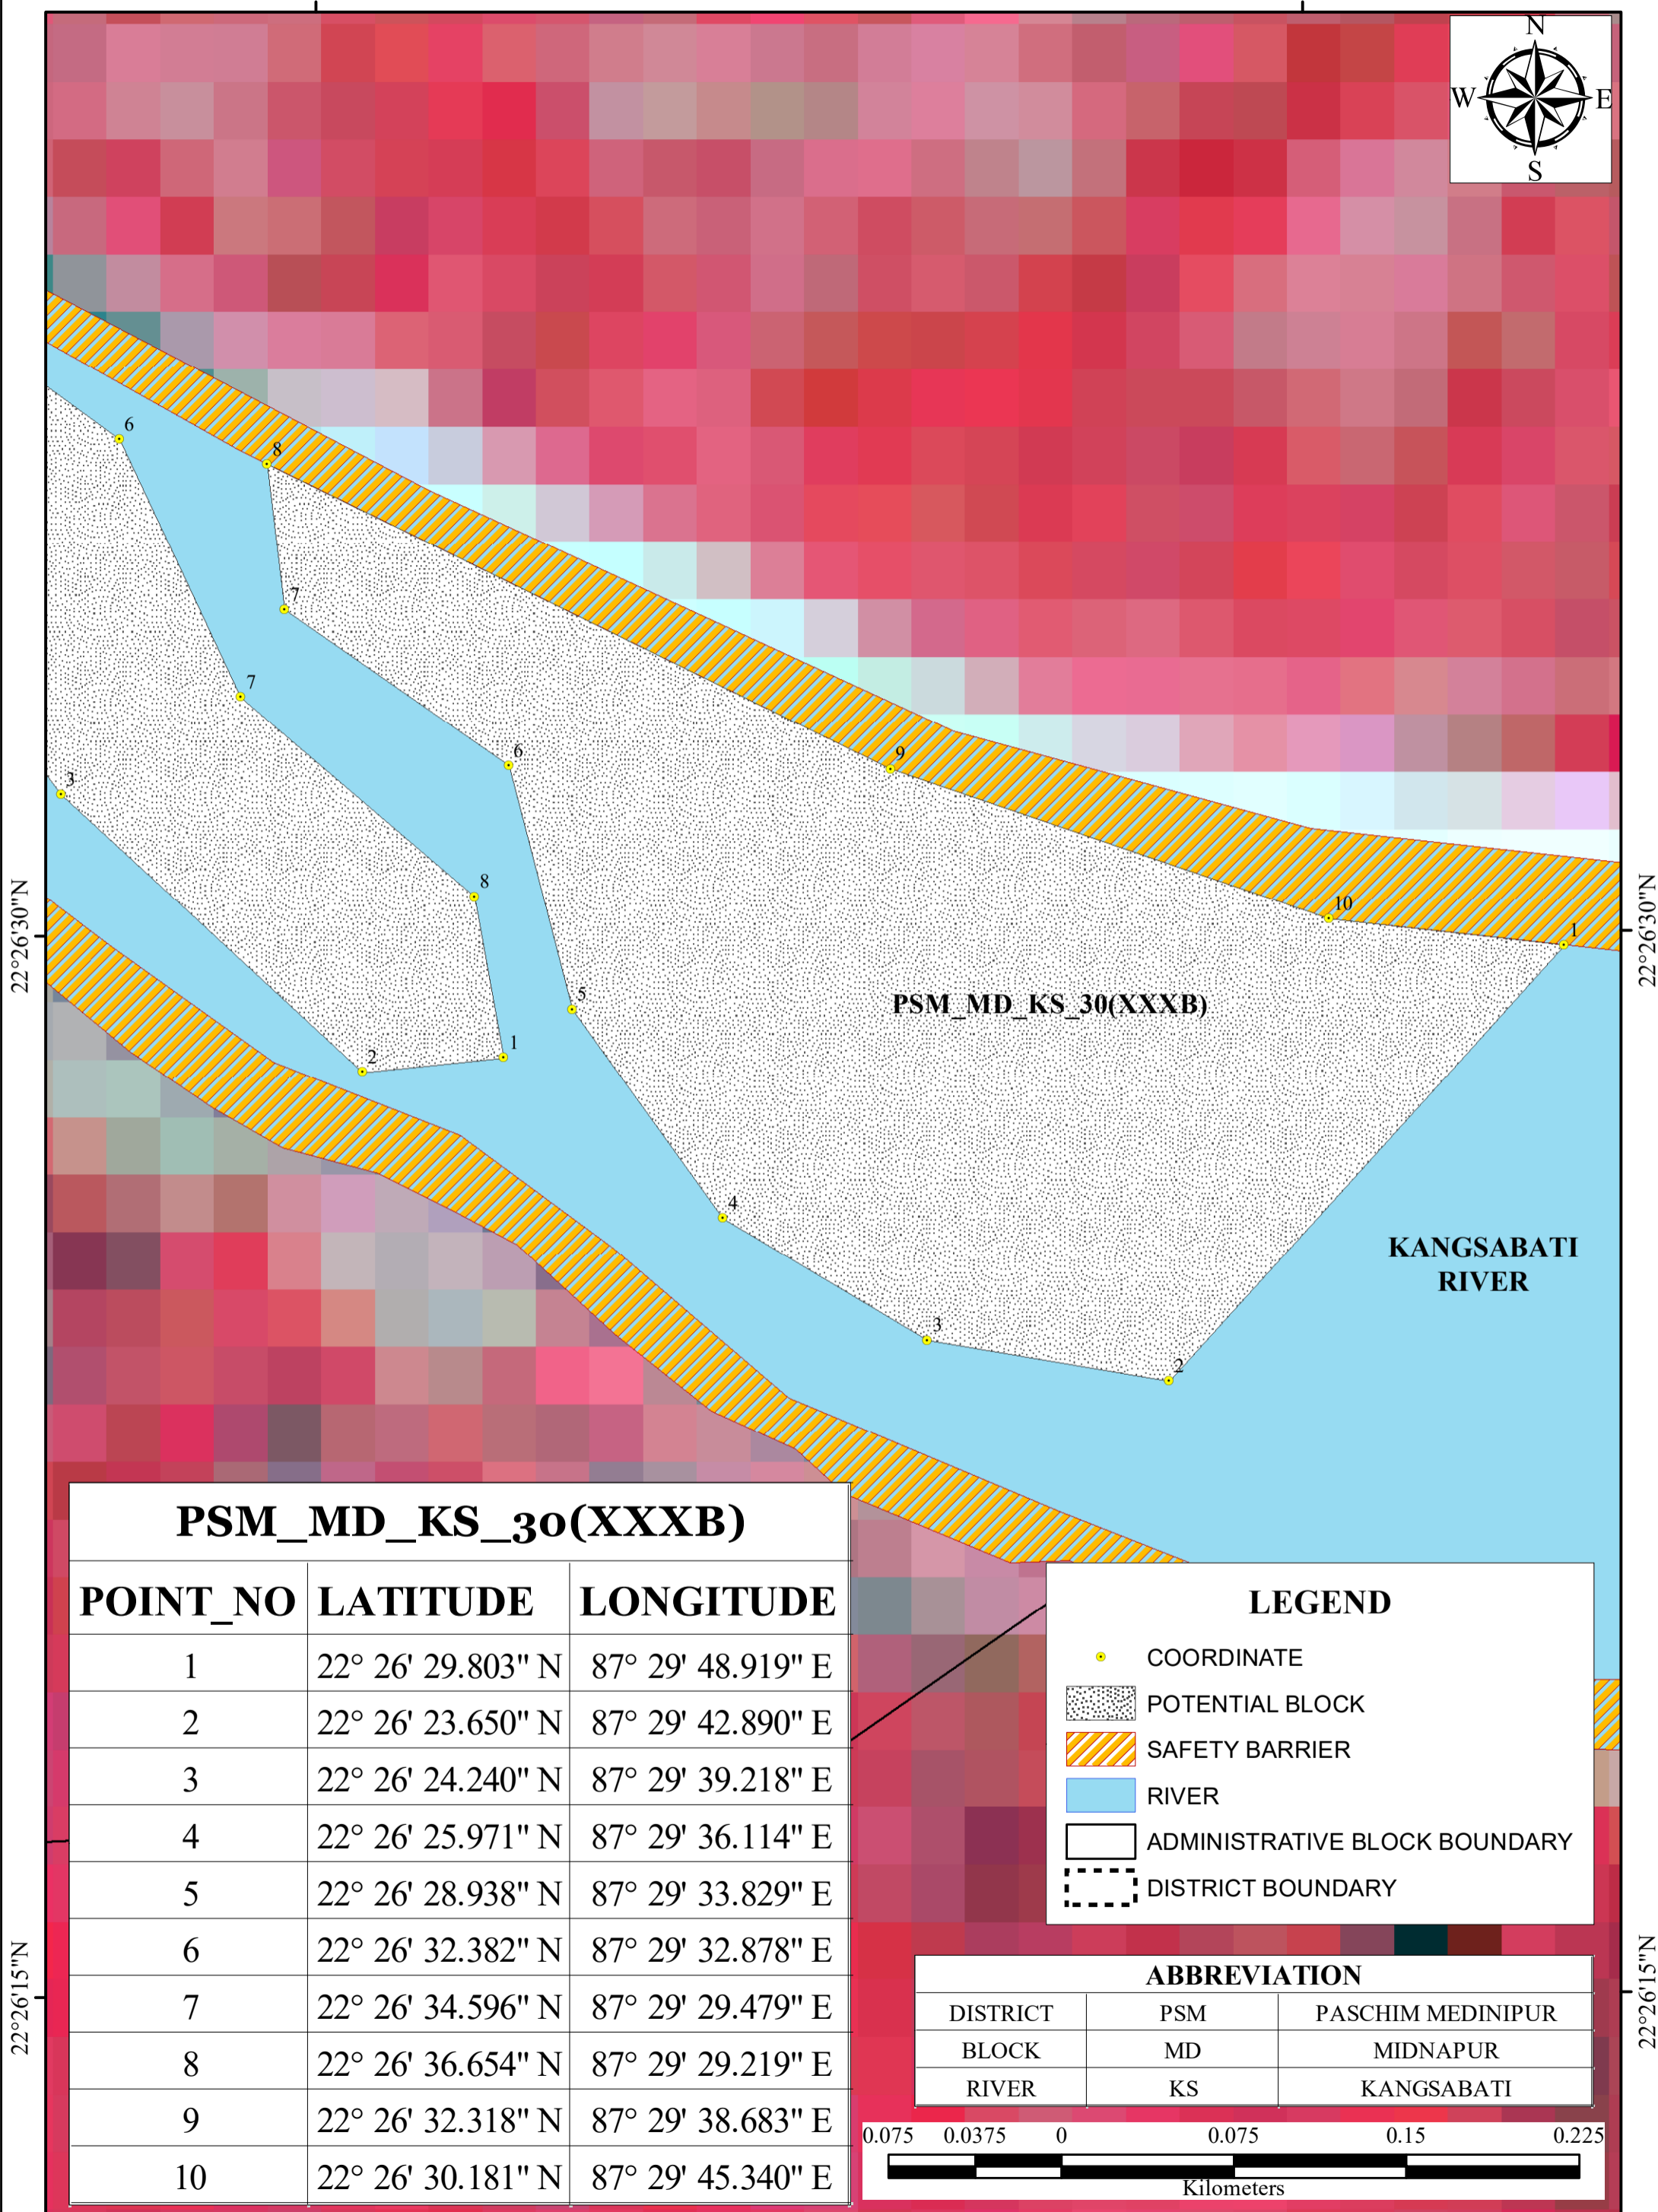 N
W E
S
6
8
7
7
6
9
3
8
10
1
22°26'30"N
22°26'30"N
5
PSM_MD_KS_30(XXXB)
1
2
4
KANGSABATI
RIVER
3
2
PSM_MD_KS_30(XXXB)
POINT_NO LATITUDE LONGITUDE
1 22° 26' 29.803" N 87° 29' 48.919" E
2 22° 26' 23.650" N 87° 29' 42.890" E
3 22° 26' 24.240" N 87° 29' 39.218" E
4 22° 26' 25.971" N 87° 29' 36.114" E
5 22° 26' 28.938" N 87° 29' 33.829" E
6 22° 26' 32.382" N 87° 29' 32.878" E
7 22° 26' 34.596" N 87° 29' 29.479" E
8 22° 26' 36.654" N 87° 29' 29.219" E
9 22° 26' 32.318" N 87° 29' 38.683" E
10 22° 26' 30.181" N 87° 29' 45.340" E
LEGEND
COORDINATE
POTENTIAL BLOCK
SAFETY BARRIER
RIVER
ADMINISTRATIVE BLOCK BOUNDARY
DISTRICT BOUNDARY
22°26'15"N
22°26'15"N
ABBREVIATION
DISTRICT PSM PASCHIM MEDINIPUR
BLOCK MD MIDNAPUR
RIVER KS KANGSABATI
0.075 0.0375 0 0.075 0.15 0.225
Kilometers